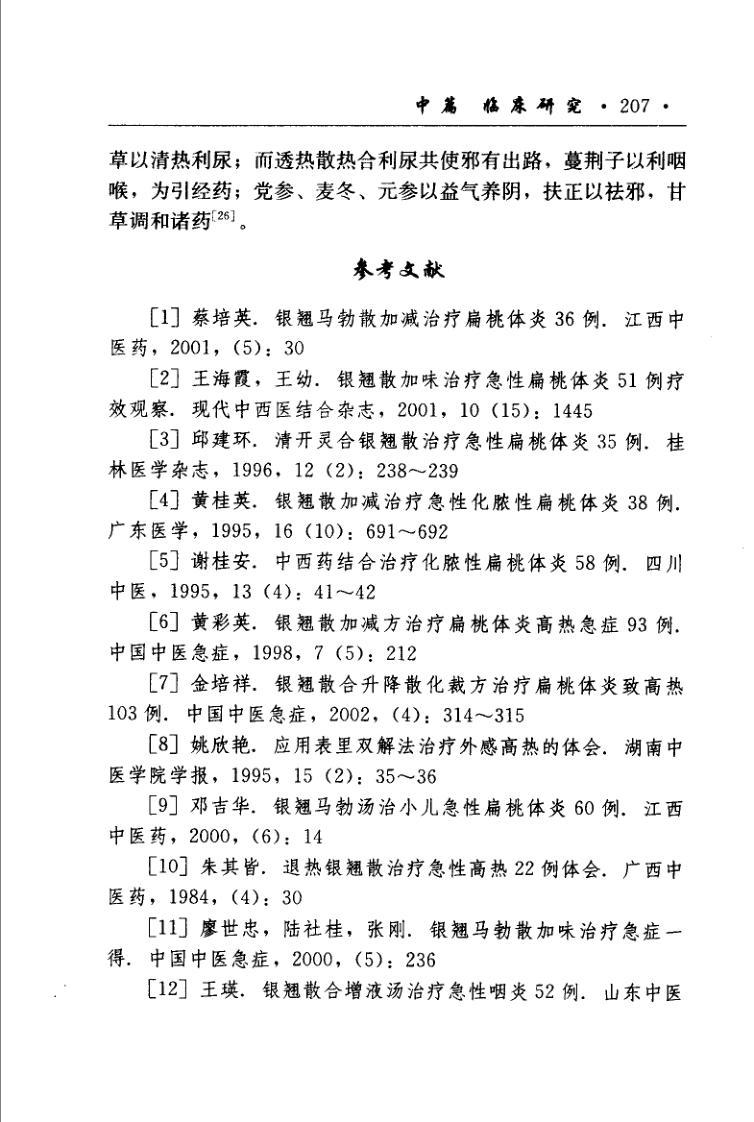 中篇 临床研究 · 207 ·
草以清热利尿；而透热散热合利尿共使邪有出路，蔓荆子以利咽
喉，为引经药；党参、麦冬、元参以益气养阴，扶正以祛邪，甘
草调和诸药[26]。
参考文献
[1] 蔡培英．银翘马勃散加减治疗扁桃体炎 36 例．江西中
医药，2001，(5)：30
[2] 王海霞，王幼．银翘散加味治疗急性扁桃体炎 51 例疗
效观察．现代中西医结合杂志，2001，10 (15)：1445
[3] 邱建环．清开灵合银翘散治疗急性扁桃体炎 35 例．桂
林医学杂志，1996，12 (2)：238～239
[4] 黄桂英．银翘散加减治疗急性化脓性扁桃体炎 38 例．
广东医学，1995，16 (10)：691～692
[5] 谢桂安．中西药结合治疗化脓性扁桃体炎 58 例．四川
中医，1995，13 (4)：41～42
[6] 黄彩英．银翘散加减方治疗扁桃体炎高热急症 93 例．
中国中医急症，1998，7 (5)：212
[7] 金培祥．银翘散合升降散化裁方治疗扁桃体炎致高热
103 例．中国中医急症，2002，(4)：314～315
[8] 姚欣艳．应用表里双解法治疗外感高热的体会．湖南中
医学院学报，1995，15 (2)：35～36
[9] 邓吉华．银翘马勃汤治小儿急性扁桃体炎 60 例．江西
中医药，2000，(6)：14
[10] 朱其皆．退热银翘散治疗急性高热 22 例体会．广西中
医药，1984，(4)：30
[11] 廖世忠，陆社桂，张刚．银翘马勃散加味治疗急症一
得．中国中医急症，2000，(5)：236
[12] 王瑛．银翘散合增液汤治疗急性咽炎 52 例．山东中医